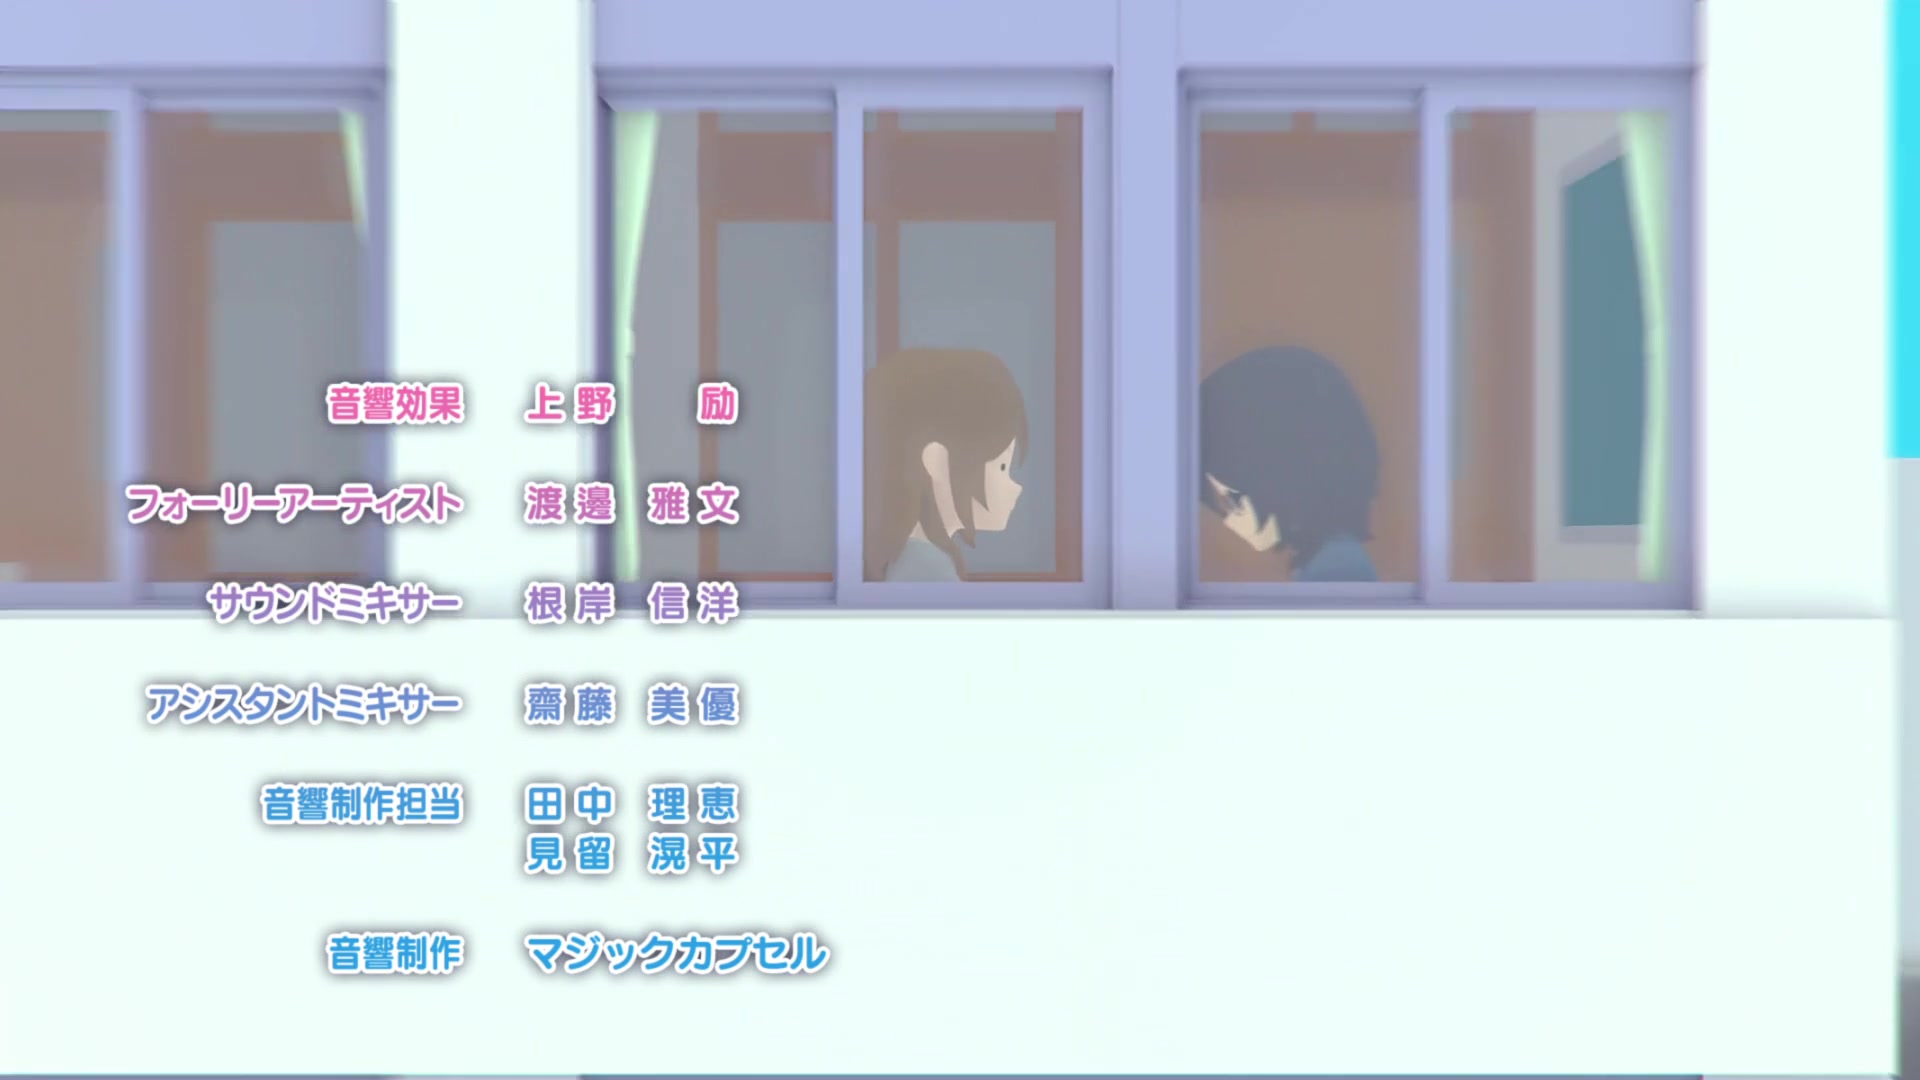 音響効果 上野 励
フォーリーアーティスト 渡邊 雅文
サウンドミキサー 根岸 信洋
アシスタントミキサー 齋藤 美優
音響制作担当 田中 理恵
見留 滉平
音響制作 マジックカプセル